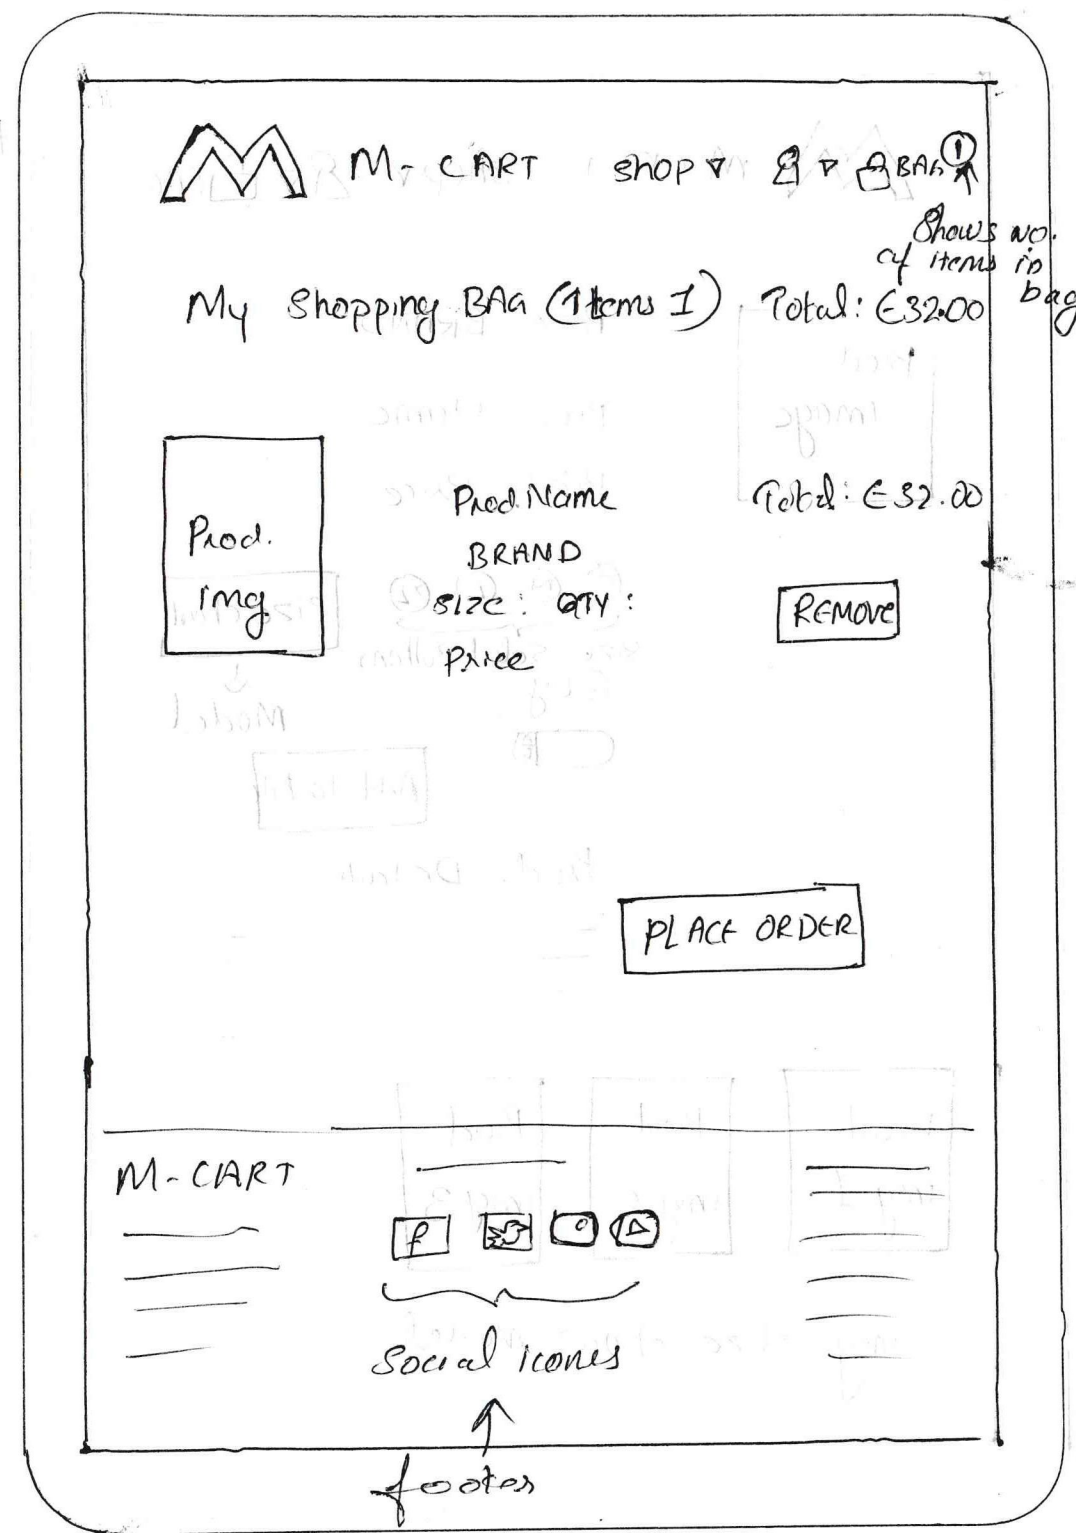 M-CART SHOP BAG 1
Shows no.
of items in
bag
My Shopping BAG (Items 1) Total: €32.00
Prod.
img
Prod. Name
BRAND
SIZE: QTY:
Price
Total: €32.00
REMOVE
PLACE ORDER
M-CART
f
Social icones
footer